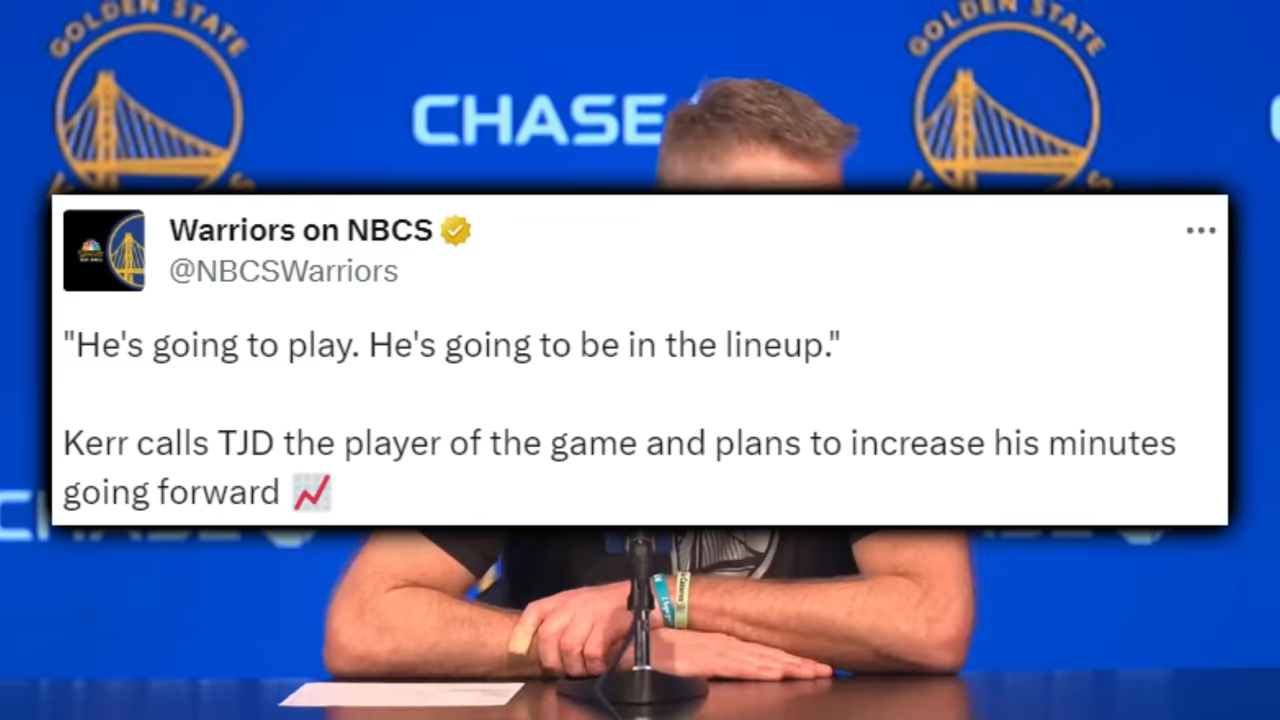 GOLDEN STATE
GOLDEN STATE
CHASE
Warriors on NBCS
@NBCSWarriors
"He's going to play. He's going to be in the lineup."
Kerr calls TJD the player of the game and plans to increase his minutes
going forward